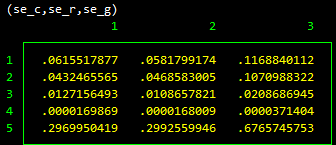 (se_c,se_r,se_g)
1 2 3
1 .0615517877 .0581799174 .1168840112
2 .0432465565 .0468583005 .1070988322
3 .0127156493 .0108657821 .0208688945
4 .0000169869 .0000168009 .0000371404
5 .2969950419 .2992559946 .6765745753